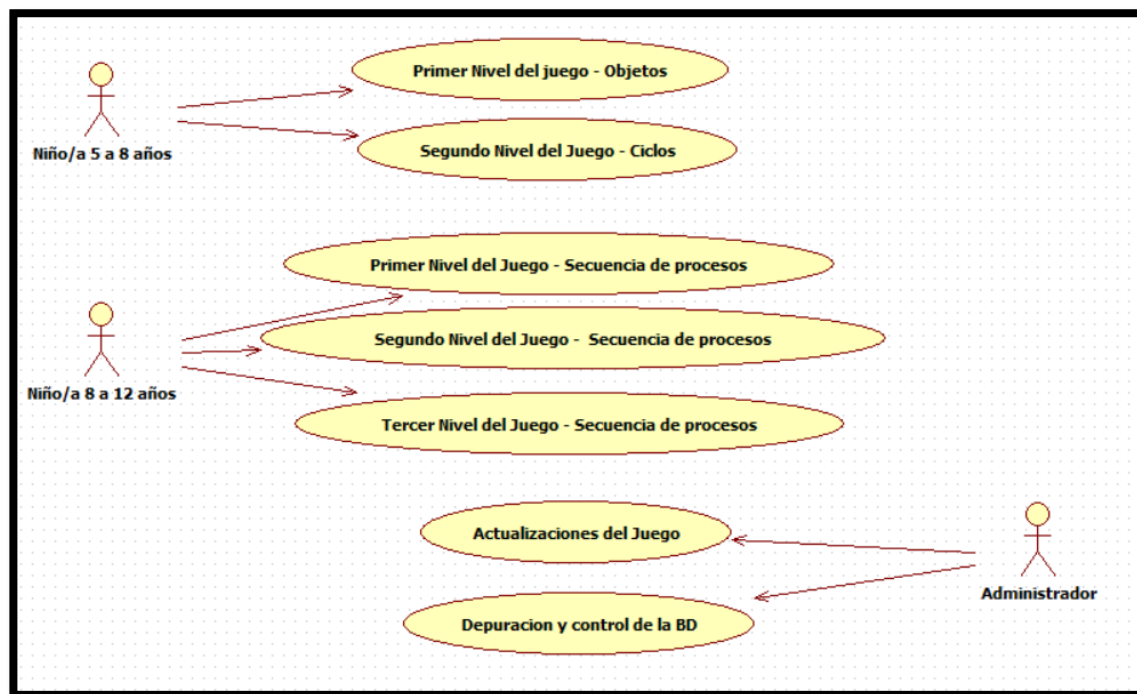 Primer Nivel del juego - Objetos
Niño/a 5 a 8 años
Segundo Nivel del Juego - Ciclos
Primer Nivel del Juego - Secuencia de procesos
Segundo Nivel del Juego -  Secuencia de procesos
Niño/a 8 a 12 años
Tercer Nivel del Juego - Secuencia de procesos
Actualizaciones del Juego
Administrador
Depuracion y control de la BD